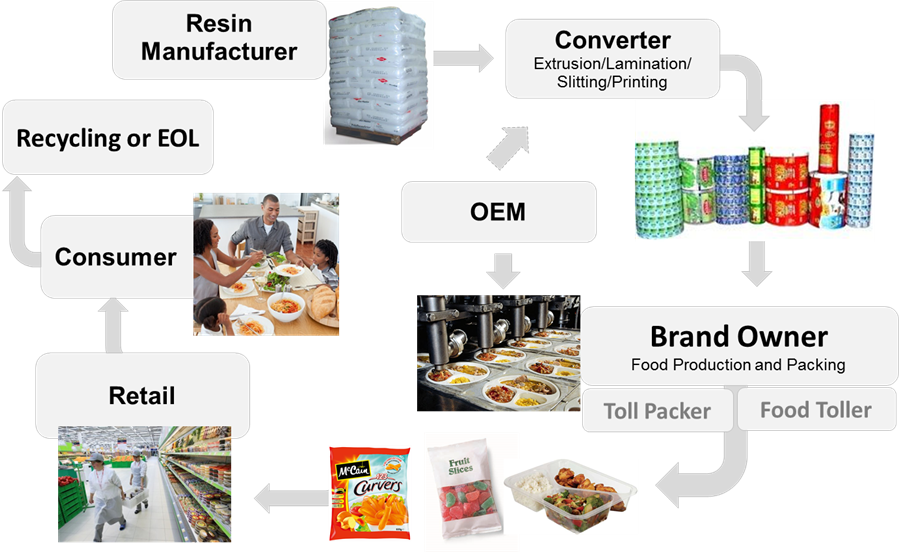 Resin
Manufacturer
Converter
Extrusion/Lamination/
Slitting/Printing
Recycling or EOL
OEM
Consumer
Brand Owner
Food Production and Packing
Toll Packer
Food Toller
Retail
McCain
Curvers
Fruit
Slices